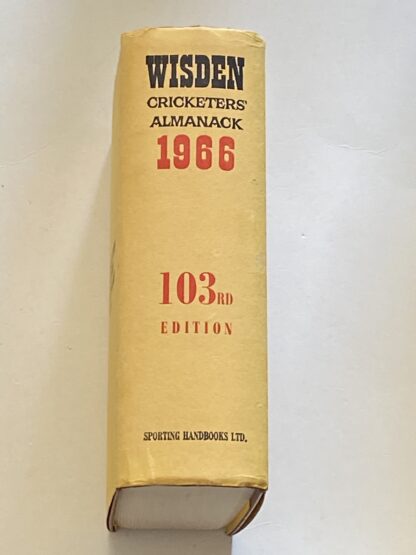 WISDEN
CRICKETERS'
ALMANACK
1966
103RD
EDITION
SPORTING HANDBOOKS LTD.